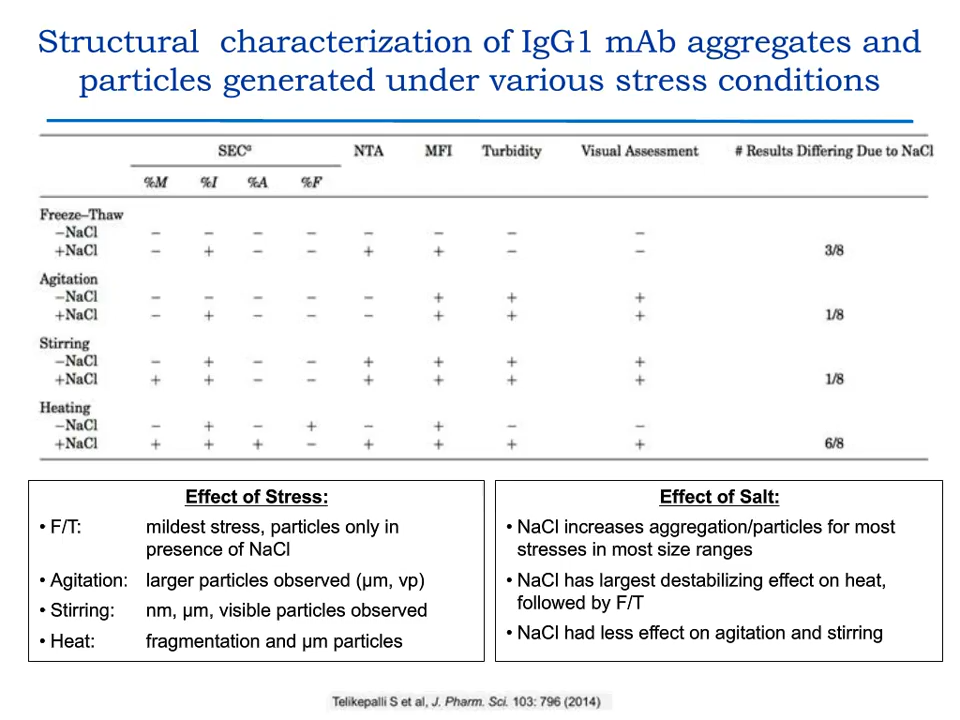 Structural characterization of IgG1 mAb aggregates and
particles generated under various stress conditions
SECᵃ NTA MFI Turbidity Visual Assessment # Results Differing Due to NaCl
%M %I %A %F
Freeze–Thaw
−NaCl − − − − − − − −
+NaCl − + − − + + − − 3/8
Agitation
−NaCl − − − − − + + +
+NaCl − + − − − + + + 1/8
Stirring
−NaCl − + − − + + + +
+NaCl + + − − + + + + 1/8
Heating
−NaCl − + − + − + − −
+NaCl + + + − + + + + 6/8
Effect of Stress:
• F/T: mildest stress, particles only in
presence of NaCl
• Agitation: larger particles observed (µm, vp)
• Stirring: nm, µm, visible particles observed
• Heat: fragmentation and µm particles
Effect of Salt:
• NaCl increases aggregation/particles for most
stresses in most size ranges
• NaCl has largest destabilizing effect on heat,
followed by F/T
• NaCl had less effect on agitation and stirring
Telikepalli S et al, J. Pharm. Sci. 103: 796 (2014)